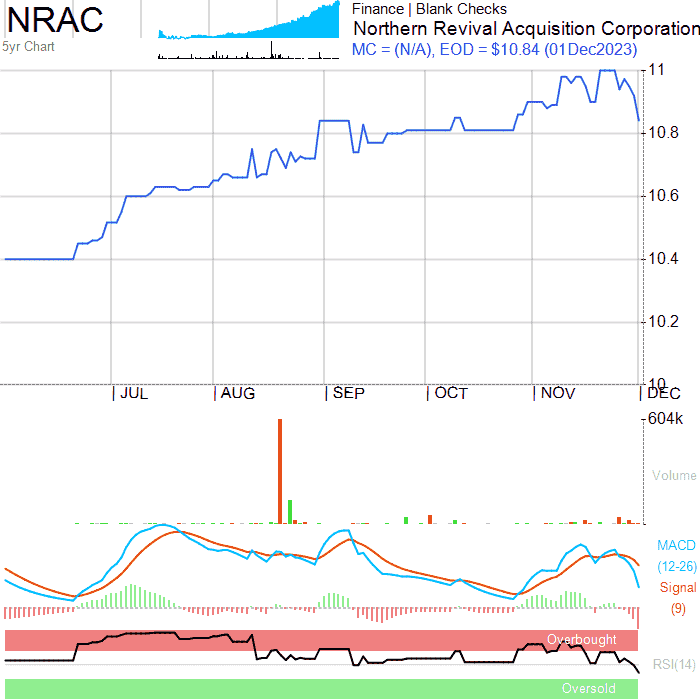 NRAC
5yr Chart
Finance | Blank Checks
Northern Revival Acquisition Corporation
MC = (N/A), EOD = $10.84 (01Dec2023)
11
10.8
10.6
10.4
10.2
10
JUL
AUG
SEP
OCT
NOV
DEC
604k
Volume
MACD
(12-26)
Signal
(9)
Overbought
RSI(14)
Oversold